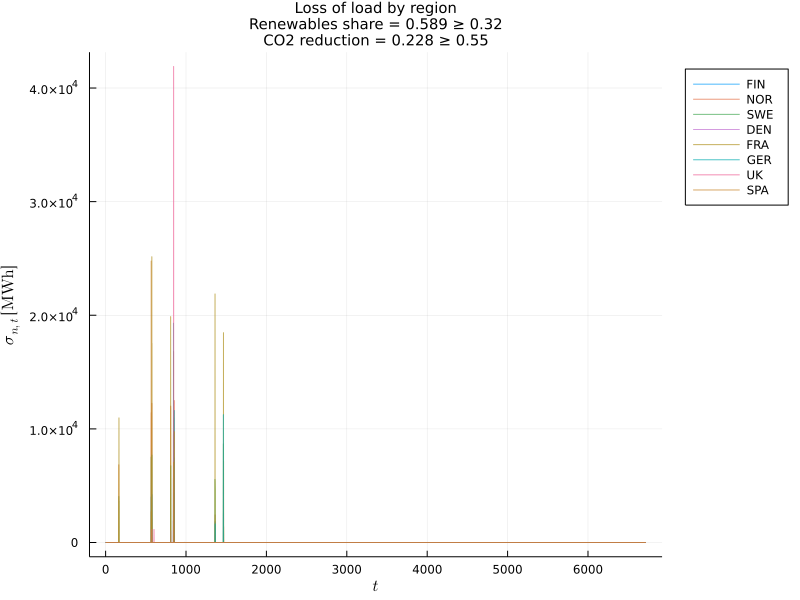 Loss of load by region
Renewables share = 0.589 ≥ 0.32
CO2 reduction = 0.228 ≥ 0.55
4.0×10⁴
3.0×10⁴
2.0×10⁴
1.0×10⁴
0
σₙ,ₜ [MWh]
0 1000 2000 3000 4000 5000 6000
t
FIN
NOR
SWE
DEN
FRA
GER
UK
SPA